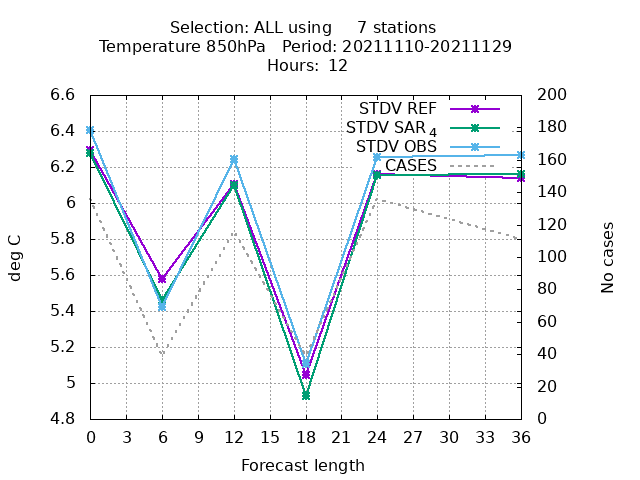 Selection: ALL using     7 stations
Temperature 850hPa   Period: 20211110-20211129
Hours: 12
STDV REF
STDV SAR4
STDV OBS
CASES
6.6
6.4
6.2
6
5.8
5.6
5.4
5.2
5
4.8
200
180
160
140
120
100
80
60
40
20
0
0 3 6 9 12 15 18 21 24 27 30 33 36
deg C
No cases
Forecast length